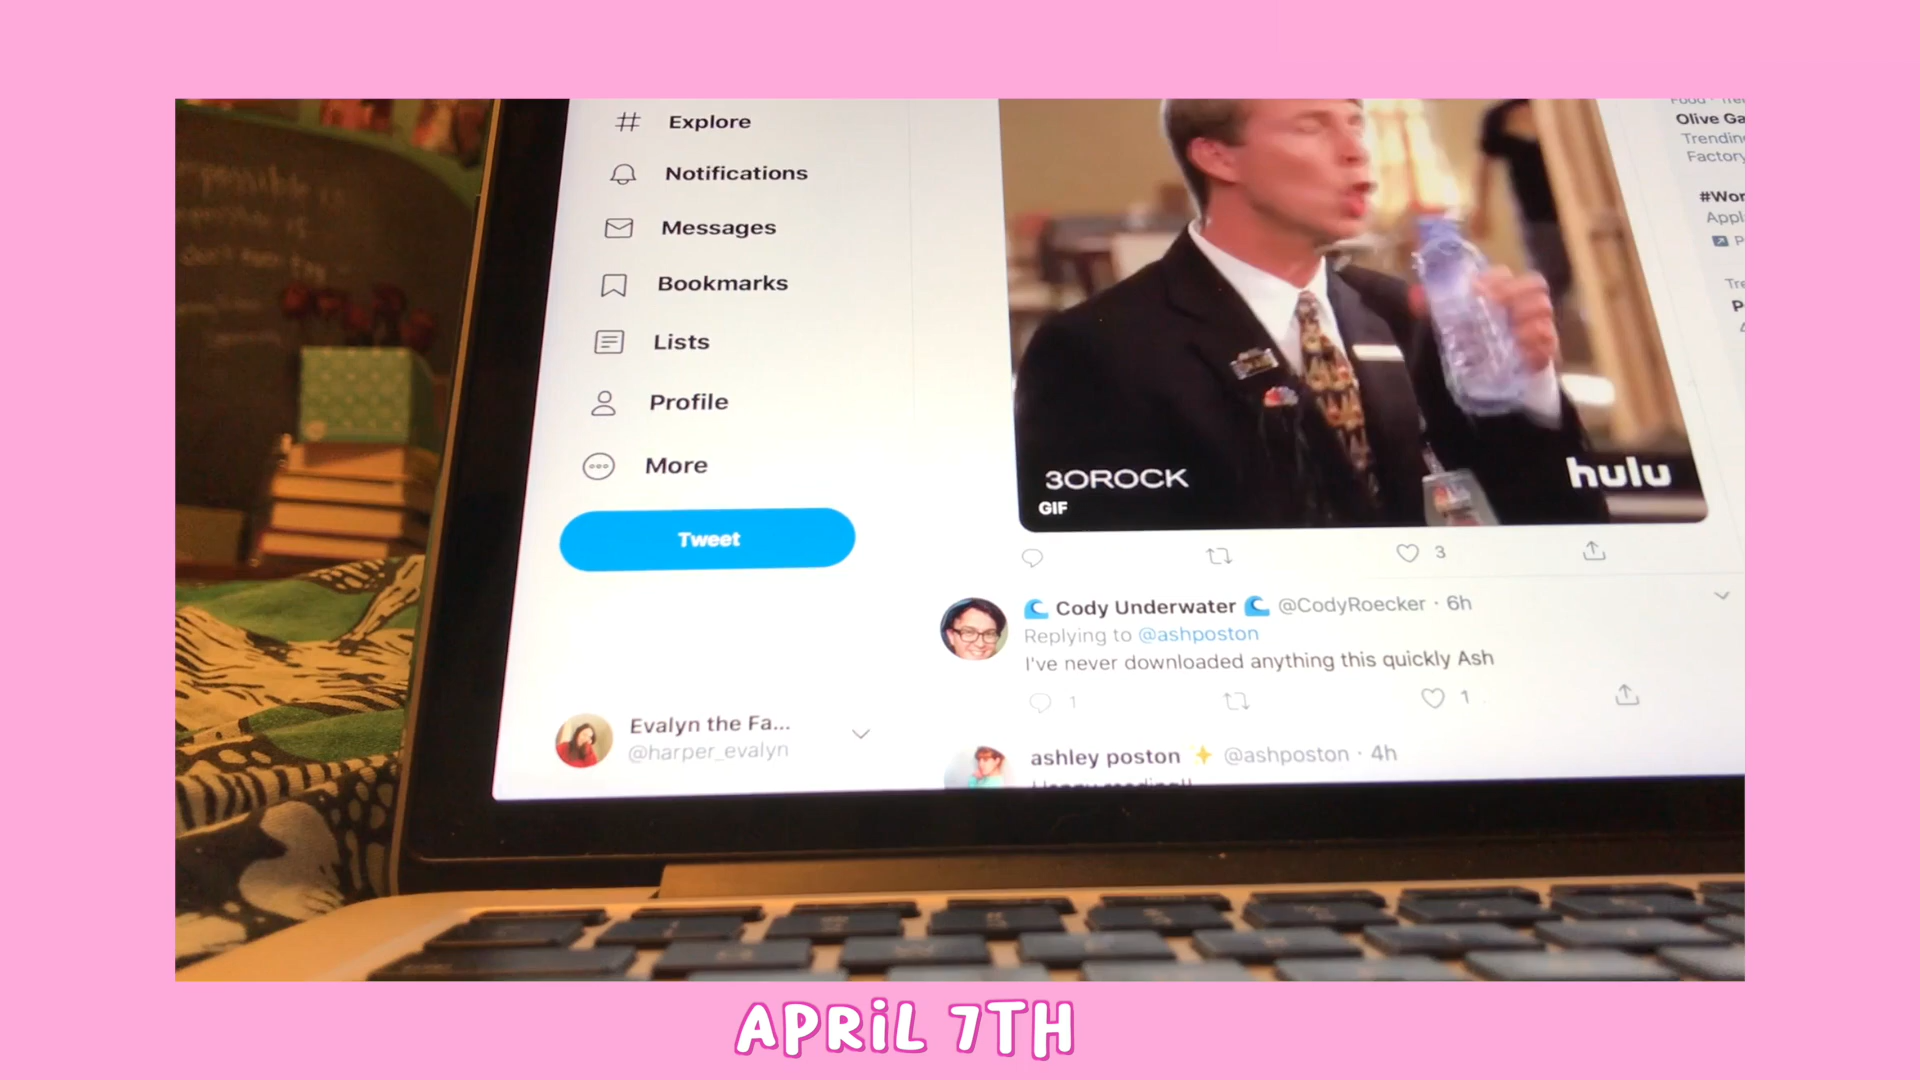 Explore
Notifications
Messages
Bookmarks
Lists
Profile
More
Tweet
Evalyn the Fa...
@harper_evalyn
30ROCK
hulu
GIF
3
🌊 Cody Underwater 🌊 @CodyRoecker · 6h
Replying to @ashposton
I've never downloaded anything this quickly Ash
1
1
ashley poston ✨ @ashposton · 4h
Olive Ga
Trendin
Factory
#Wor
Appl
P
Tre
P
APRiL 7TH